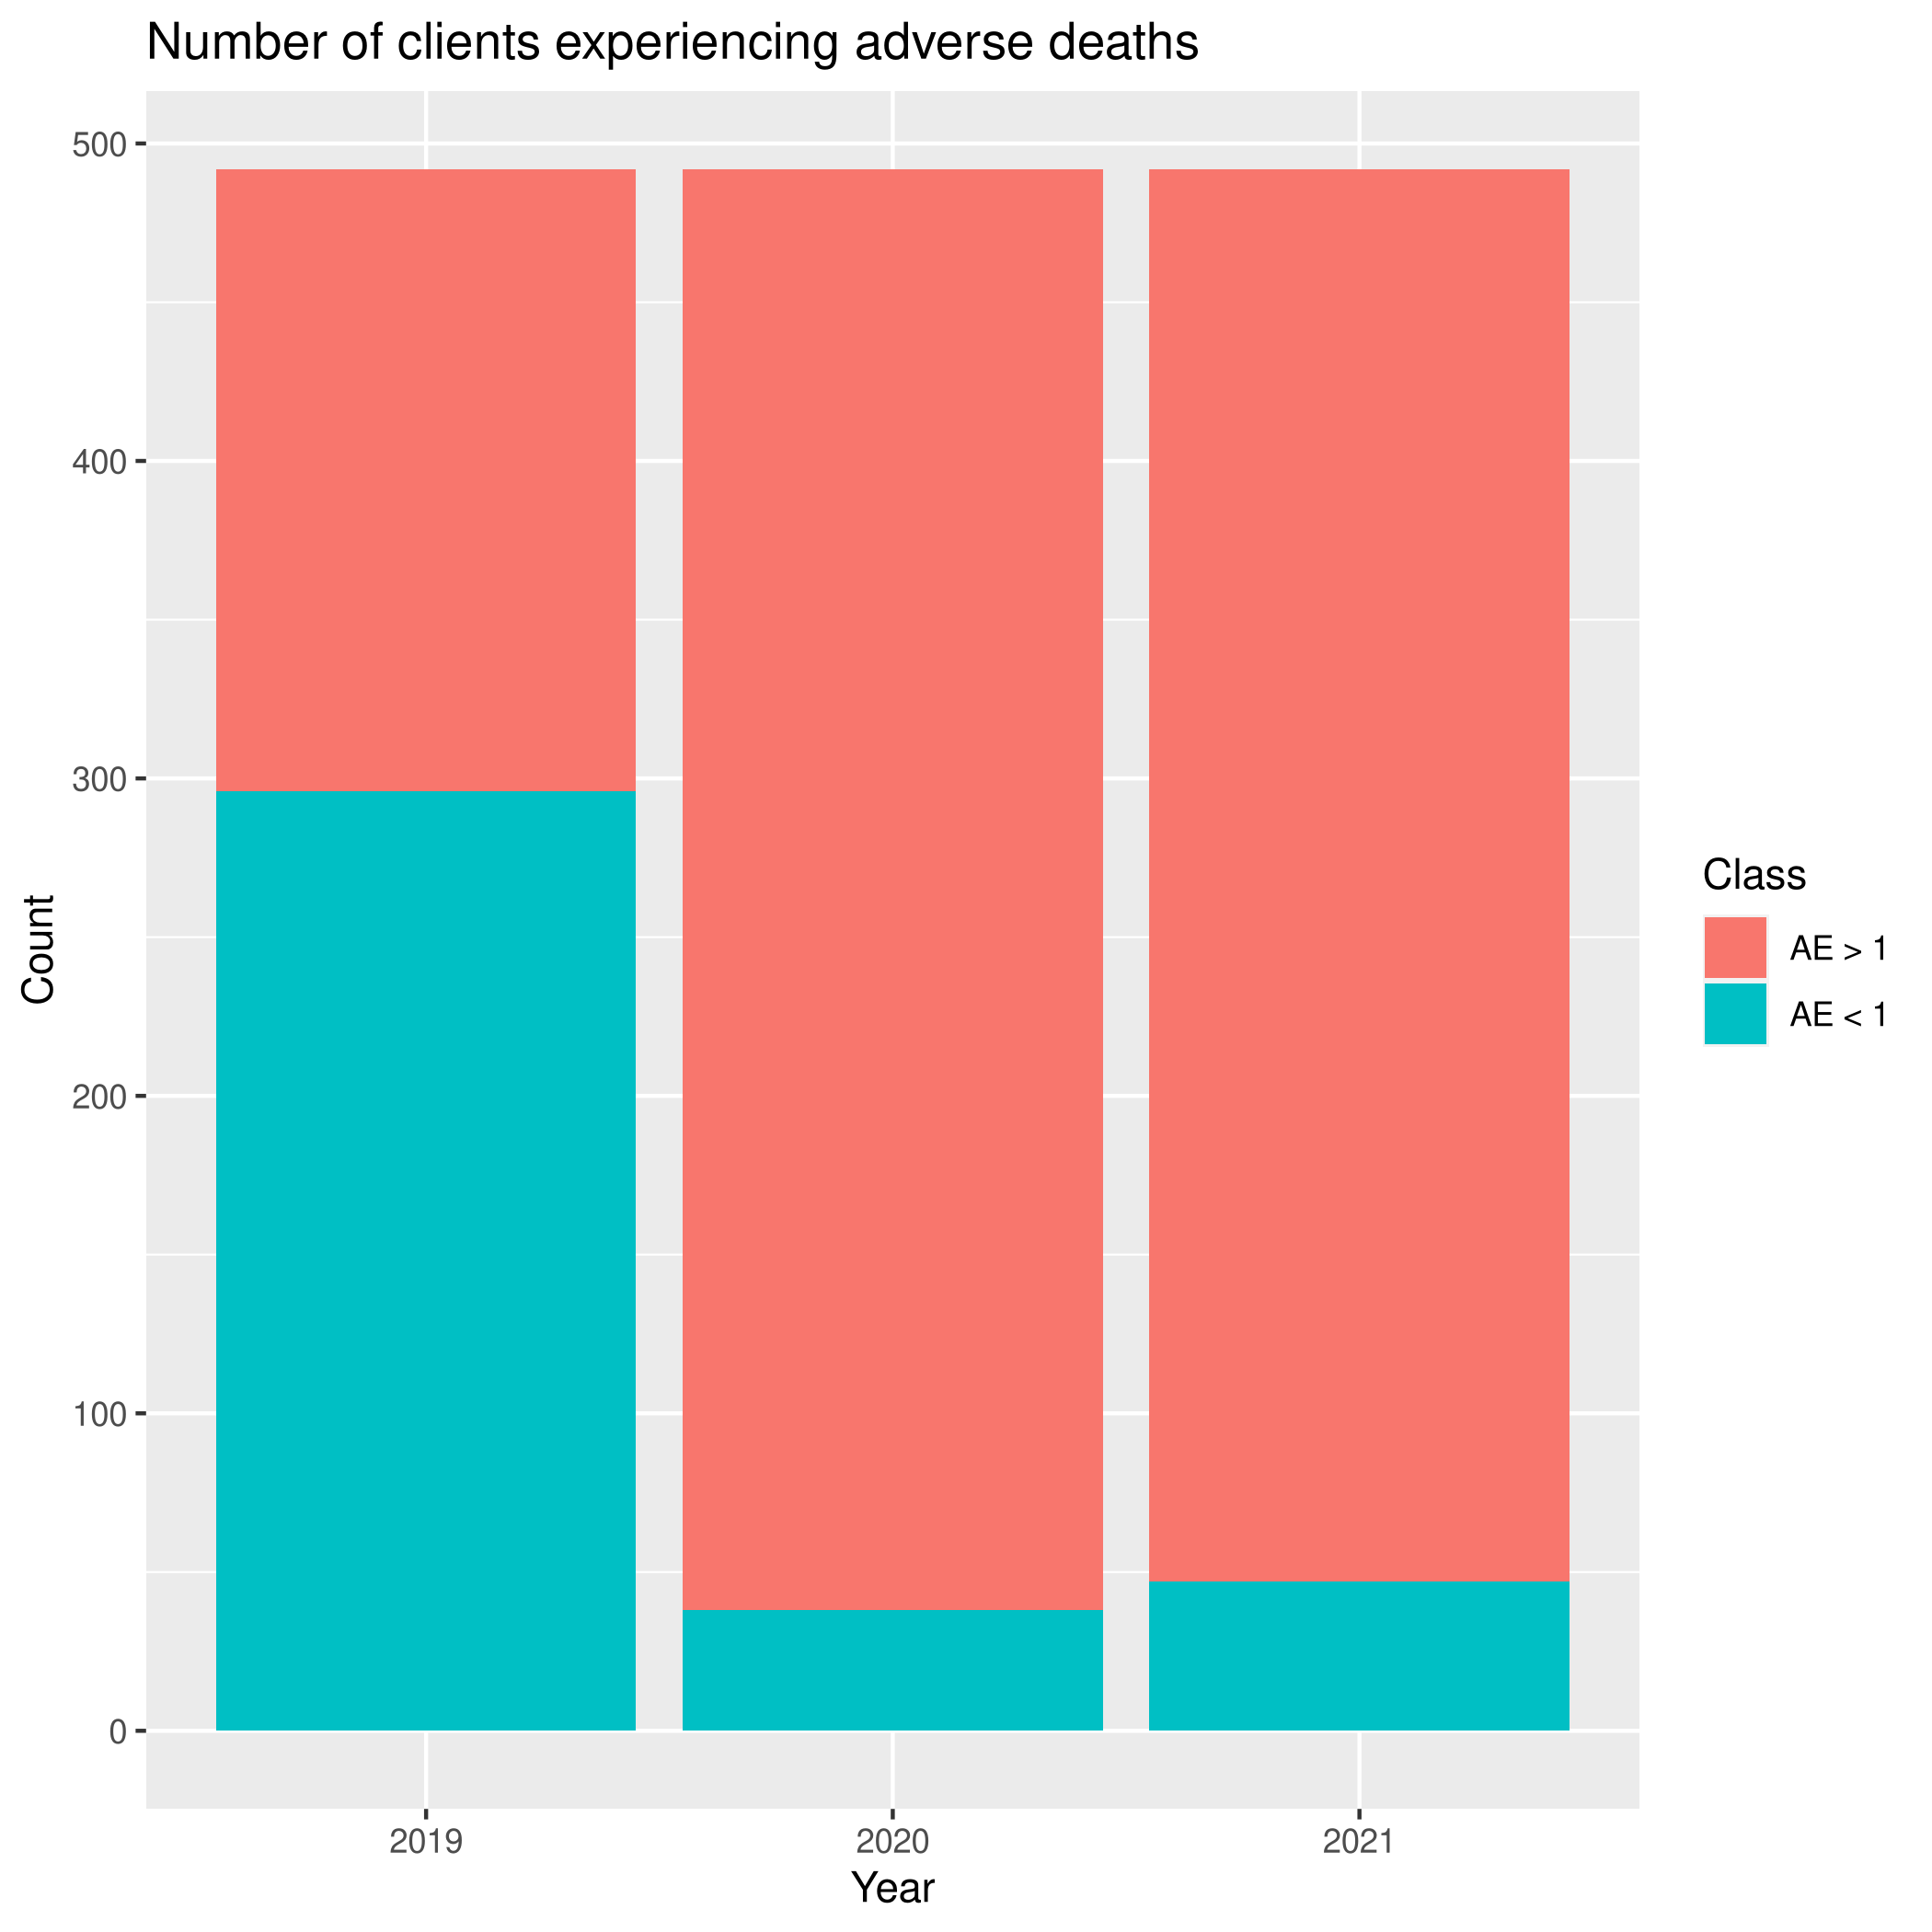 Number of clients experiencing adverse deaths
500
400
300
200
100
0
Count
2019
2020
2021
Year
Class
AE > 1
AE < 1